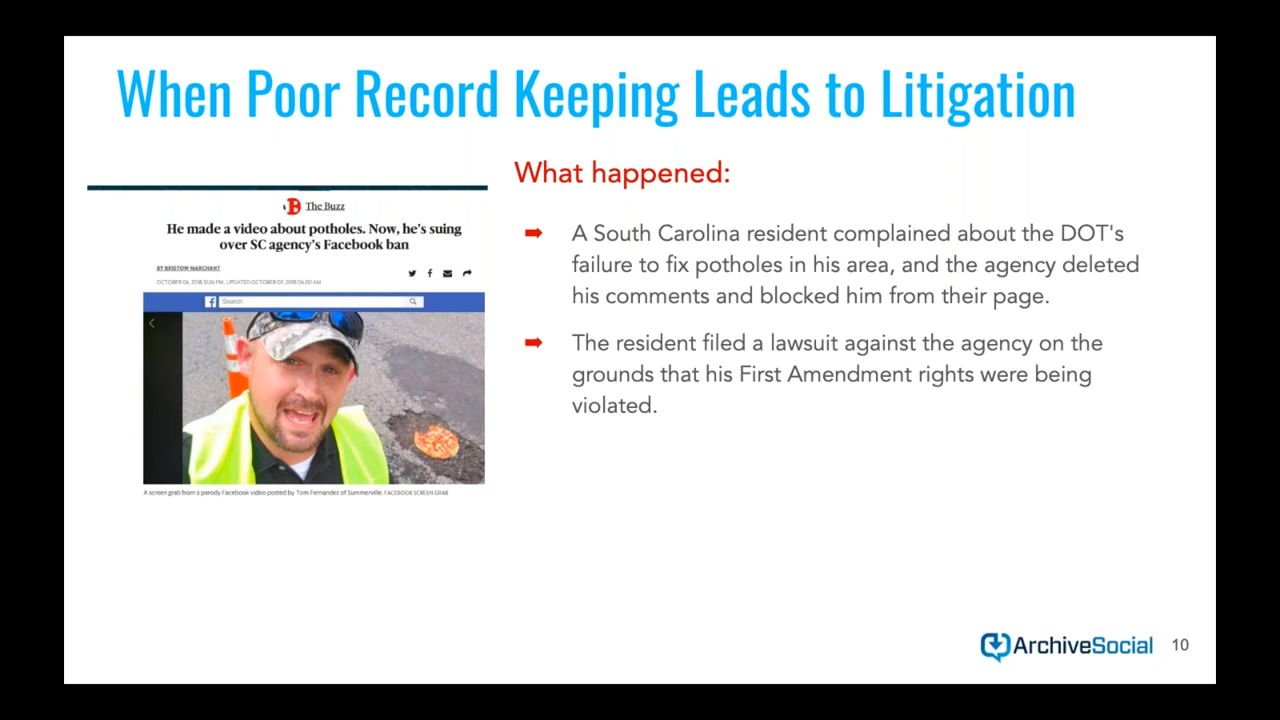 When Poor Record Keeping Leads to Litigation
The Buzz
He made a video about potholes. Now, he's suing
over SC agency's Facebook ban
BY BRISTOW MARCHANT
OCTOBER 06, 2018 12:26 PM, UPDATED OCTOBER 07, 2018 06:00 AM
Search
A screen grab from a parody Facebook video posted by Tom Fernandez of Summerville. FACEBOOK SCREEN GRAB
What happened:
A South Carolina resident complained about the DOT's
failure to fix potholes in his area, and the agency deleted
his comments and blocked him from their page.
The resident filed a lawsuit against the agency on the
grounds that his First Amendment rights were being
violated.
ArchiveSocial
10